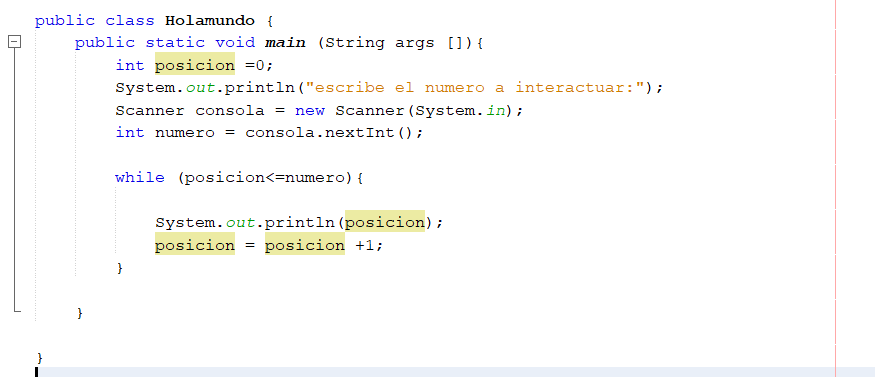 public class Holamundo {
public static void main (String args []){
int posicion =0;
System.out.println("escribe el numero a interactuar:");
Scanner consola = new Scanner(System.in);
int numero = consola.nextInt();
while (posicion<=numero){
System.out.println(posicion);
posicion = posicion +1;
}
}
}